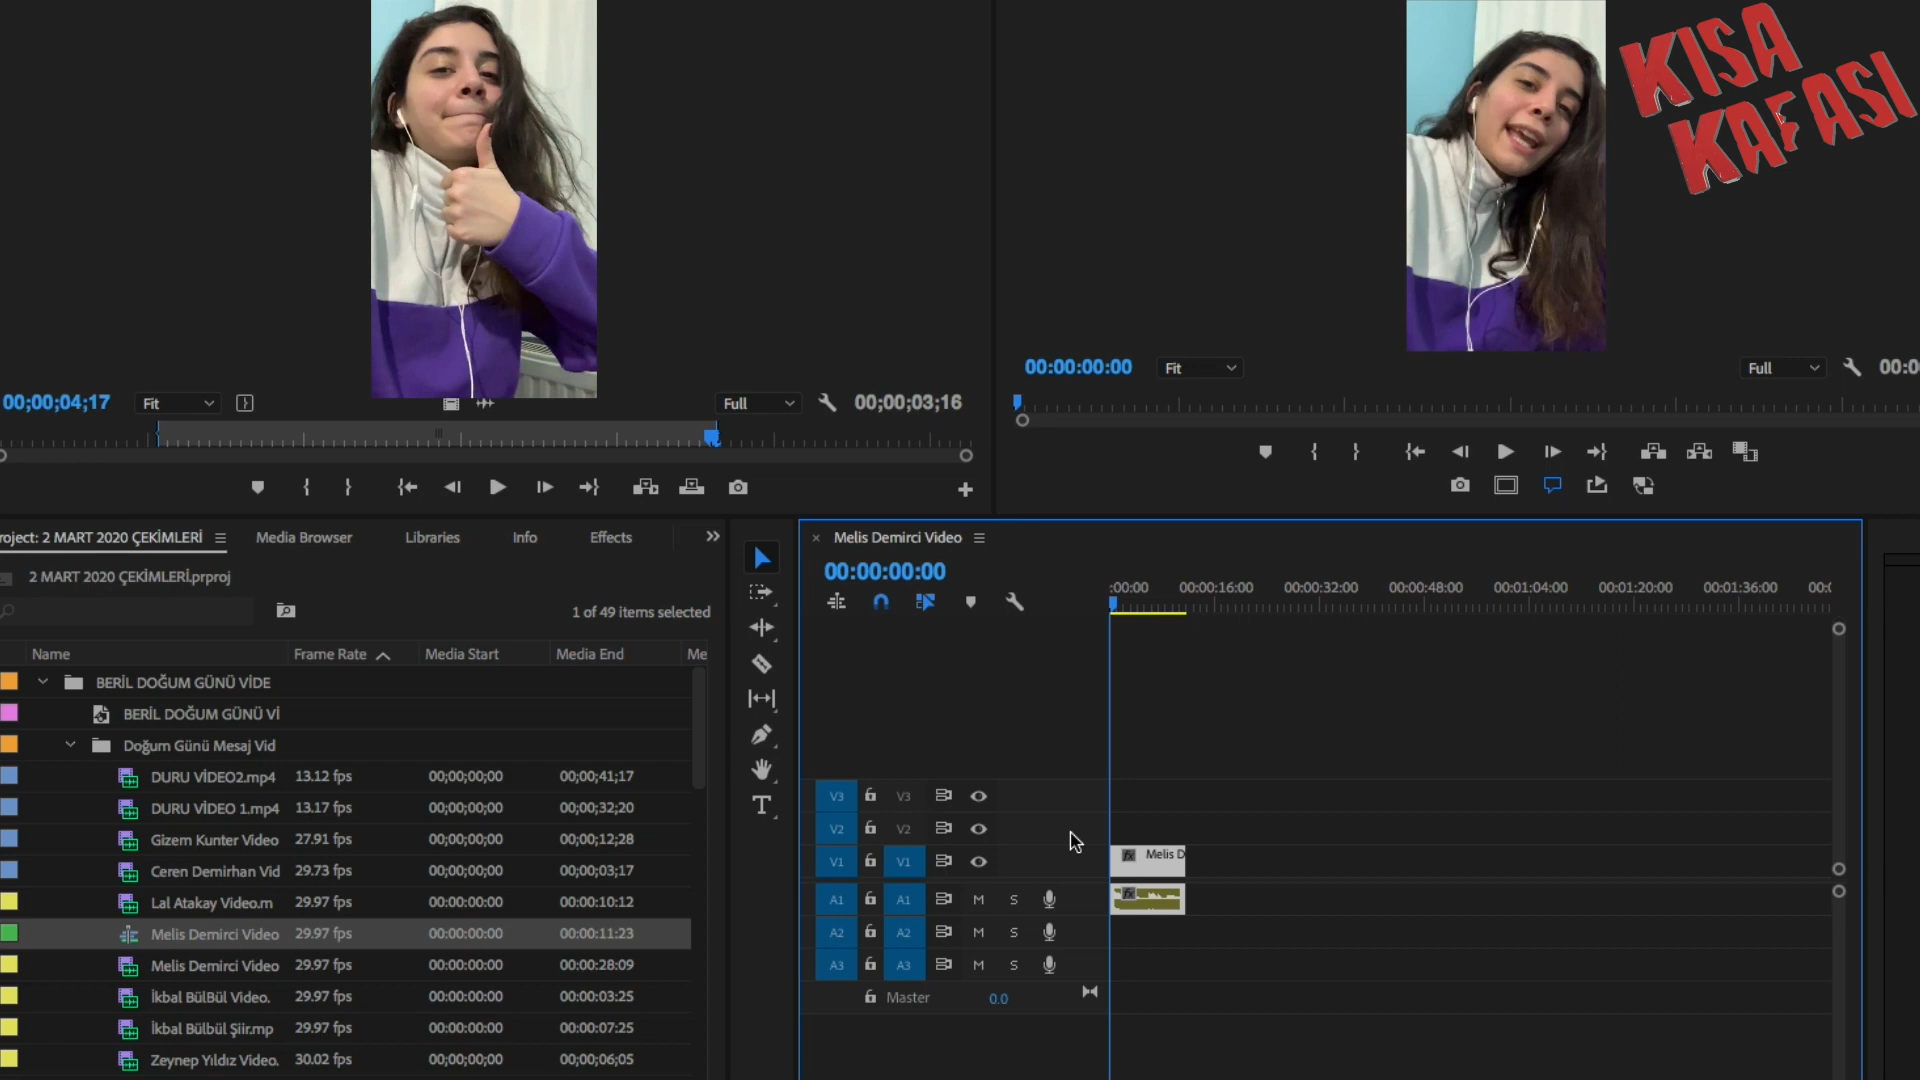 KISA
KAFASI
00;00;04;17
Fit
Full
00;00;03;16
00:00:00:00
Fit
Full
roject: 2 MART 2020 ÇEKİMLERİ
Media Browser
Libraries
Info
Effects
2 MART 2020 ÇEKİMLERİ.prproj
1 of 49 items selected
Name Frame Rate Media Start Media End Me
BERİL DOĞUM GÜNÜ VİDE
BERİL DOĞUM GÜNÜ Vİ
Doğum Günü Mesaj Vid
DURU VİDEO2.mp4 13.12 fps 00;00;00;00 00;00;41;17
DURU VİDEO 1.mp4 13.17 fps 00;00;00;00 00;00;32;20
Gizem Kunter Video 27.91 fps 00;00;00;00 00;00;12;28
Ceren Demirhan Vid 29.73 fps 00;00;00;00 00;00;03;17
Lal Atakay Video.m 29.97 fps 00:00:00:00 00:00:10:12
Melis Demirci Video 29.97 fps 00:00:00:00 00:00:11:23
Melis Demirci Video 29.97 fps 00:00:00:00 00:00:28:09
İkbal BülBül Video. 29.97 fps 00:00:00:00 00:00:03:25
İkbal Bülbül Şiir.mp 29.97 fps 00:00:00:00 00:00:07:25
Zeynep Yıldız Video. 30.02 fps 00;00;00;00 00;00;06;05
Melis Demirci Video
00:00:00:00
:00:00 00:00:16:00 00:00:32:00 00:00:48:00 00:01:04:00 00:01:20:00 00:01:36:00
V3 V3
V2 V2
V1 V1
fx Melis D
A1 A1 M S
fx
A2 A2 M S
A3 A3 M S
Master 0.0